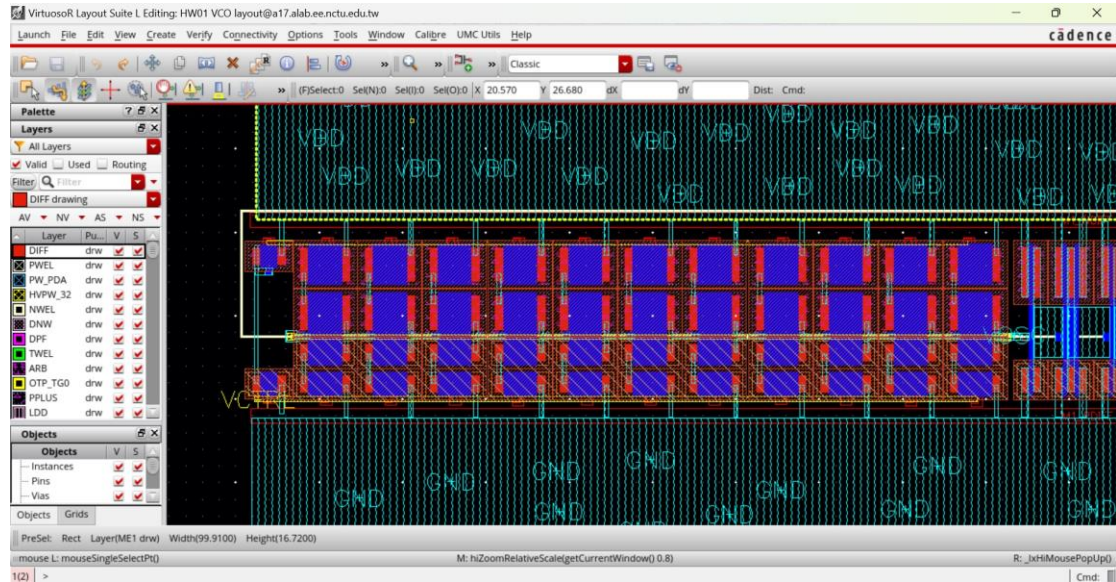 VirtuosoR Layout Suite L Editing: HW01 VCO layout@a17.alab.ee.nctu.edu.tw
Launch File Edit View Create Verify Connectivity Options Tools Window Calibre UMC Utils Help
cādence
» » » Classic
» (F)Select:0 Sel(N):0 Sel(I):0 Sel(O):0 X 20.570 Y 26.680 dX dY Dist: Cmd:
Palette
Layers
All Layers
Valid Used Routing
Filter Filter
DIFF drawing
AV NV AS NS
Layer Pu... V S
DIFF drw
PWEL drw
PW_PDA drw
HVPW_32 drw
NWEL drw
DNW drw
DPF drw
TWEL drw
ARB drw
OTP_TG0 drw
PPLUS drw
LDD drw
Objects
Objects V S
Instances
Pins
Vias
Objects Grids
VDD VDD VDD VDD VDD VDD VDD
VDD VDD VDD VDD VDD VDD VDD VDD
GND GND GND GND GND
GND GND GND GND GND
PreSel: Rect Layer(ME1 drw) Width(99.9100) Height(16.7200)
mouse L: mouseSingleSelectPt() M: hiZoomRelativeScale(getCurrentWindow() 0.8) R: _lxHiMousePopUp()
1(2) > Cmd: